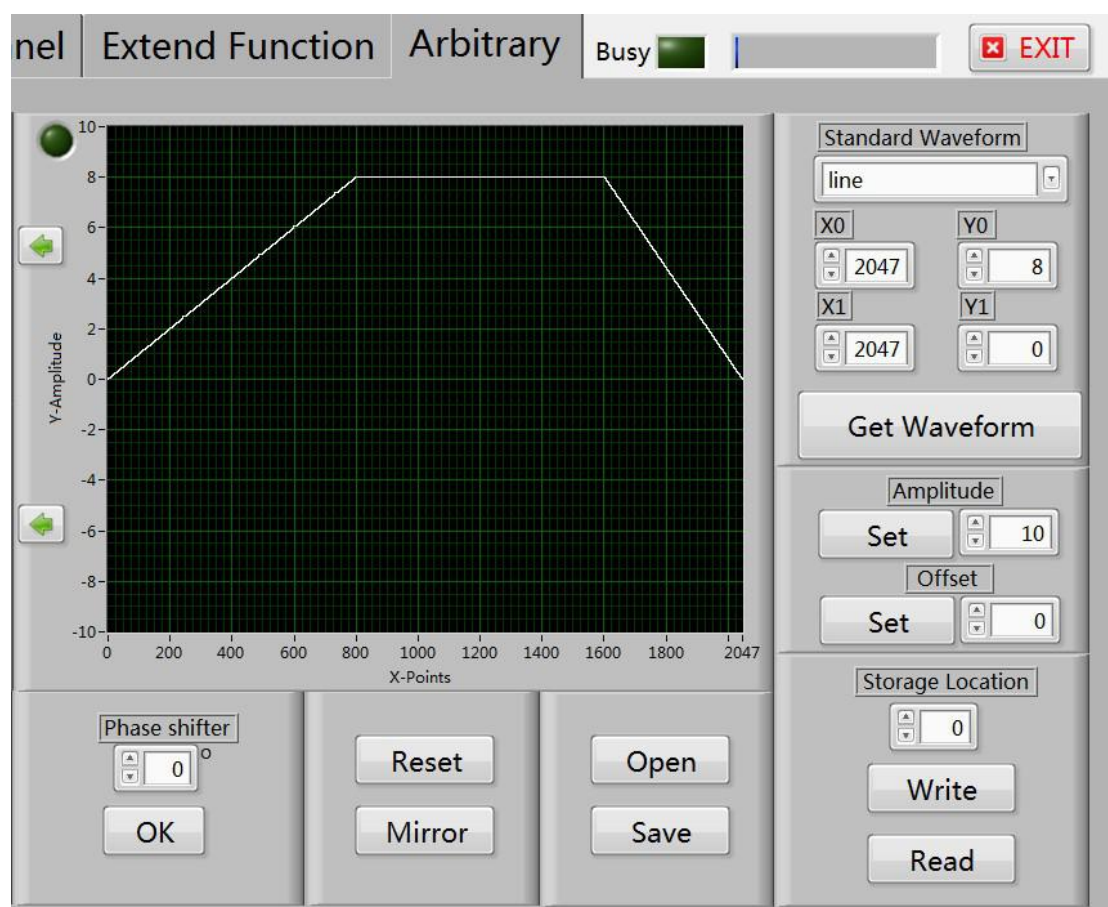 nel Extend Function Arbitrary Busy EXIT
10
8
6
4
2
0
-2
-4
-6
-8
-10
Y-Amplitude
0 200 400 600 800 1000 1200 1400 1600 1800 2047
X-Points
Standard Waveform
line
X0 Y0
2047 8
X1 Y1
2047 0
Get Waveform
Amplitude
Set 10
Offset
Set 0
Storage Location
0
Write
Read
Phase shifter
0 o
OK
Reset
Mirror
Open
Save